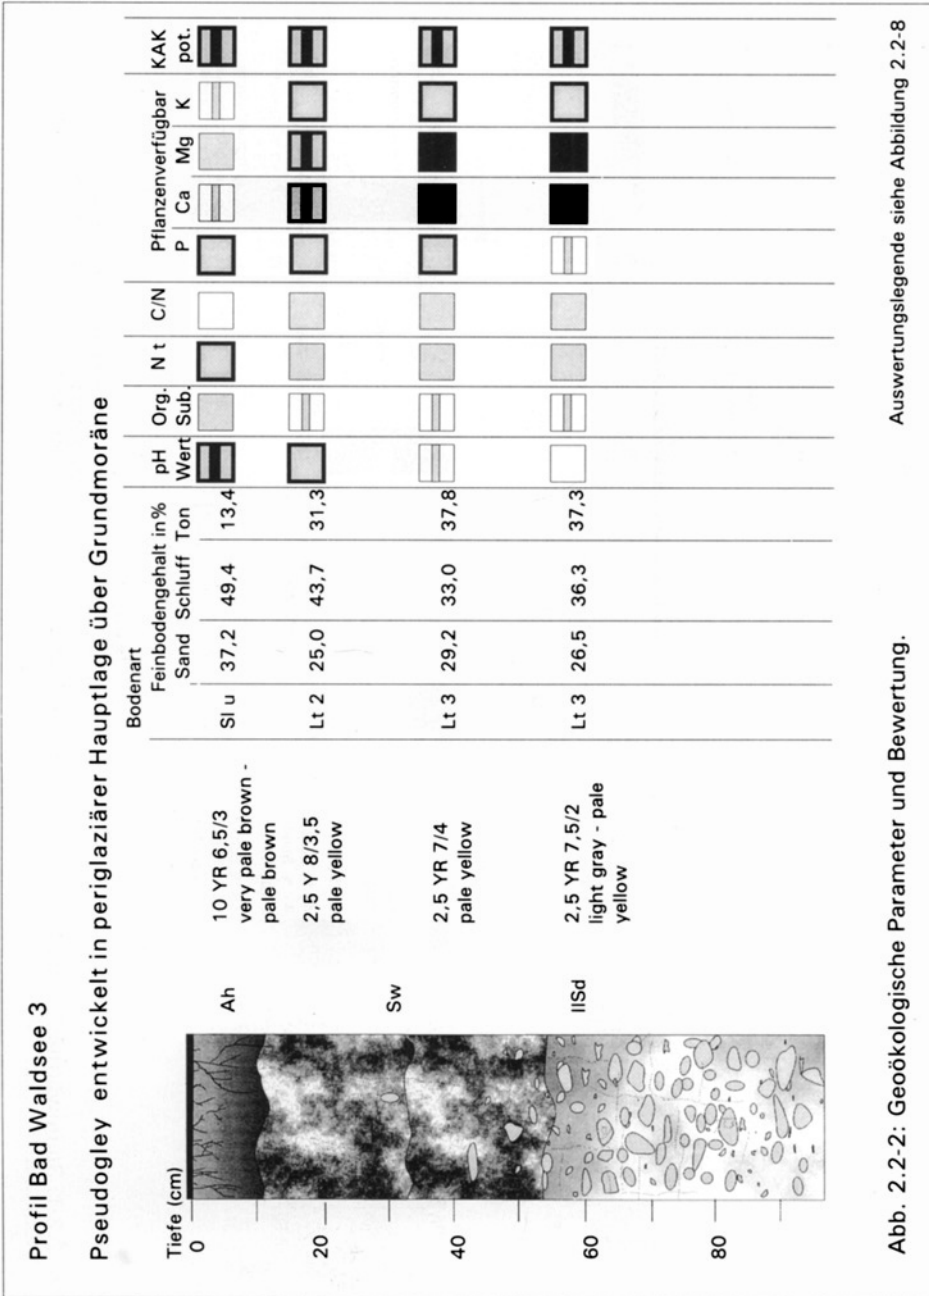 Profil Bad Waldsee 3
Pseudogley entwickelt in periglaziärer Hauptlage über Grundmoräne
Tiefe (cm)
0
20
40
60
80
Ah
Sw
IISd
10 YR 6,5/3
very pale brown -
pale brown
2,5 Y 8/3,5
pale yellow
2,5 YR 7/4
pale yellow
2,5 YR 7,5/2
light gray - pale
yellow
Bodenart
Feinbodengehalt in%
Sand Schluff Ton
pH Wert
Org. Sub.
N t
C/N
Pflanzenverfügbar
P Ca Mg K
KAK pot.
Sl u 37,2 49,4 13,4
Lt 2 25,0 43,7 31,3
Lt 3 29,2 33,0 37,8
Lt 3 26,5 36,3 37,3
Abb. 2.2-2: Geoökologische Parameter und Bewertung.
Auswertungslegende siehe Abbildung 2.2-8